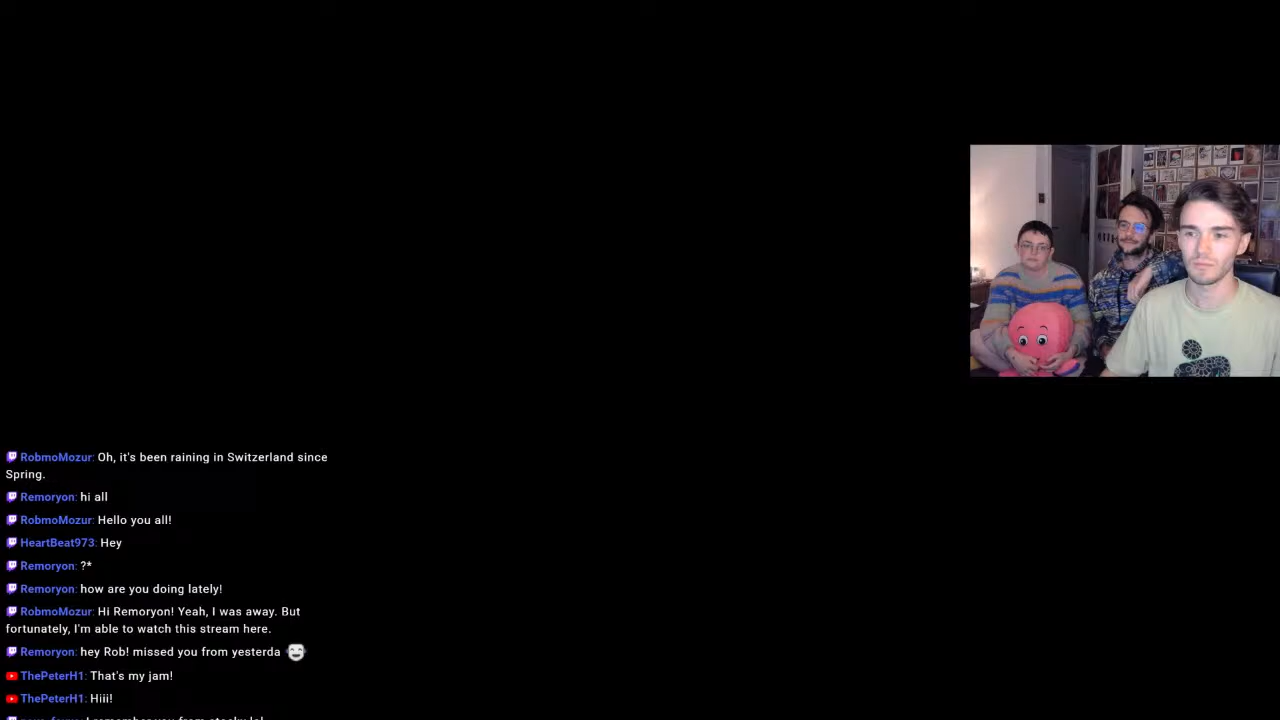 RobmoMozur: Oh, it's been raining in Switzerland since
Spring.
Remoryon: hi all
RobmoMozur: Hello you all!
HeartBeat973: Hey
Remoryon: ?*
Remoryon: how are you doing lately!
RobmoMozur: Hi Remoryon! Yeah, I was away. But
fortunately, I'm able to watch this stream here.
Remoryon: hey Rob! missed you from yesterda
ThePeterH1: That's my jam!
ThePeterH1: Hiii!